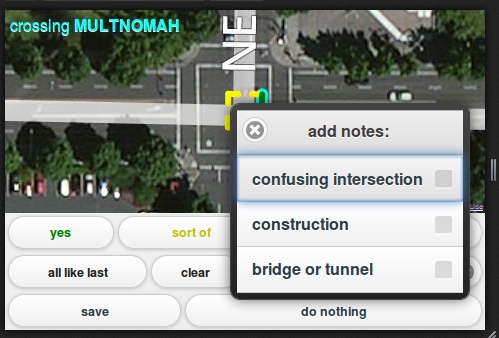 crossing MULTNOMAH
NE
add notes:
confusing intersection
construction
bridge or tunnel
yes
sort of
all like last
clear
save
do nothing